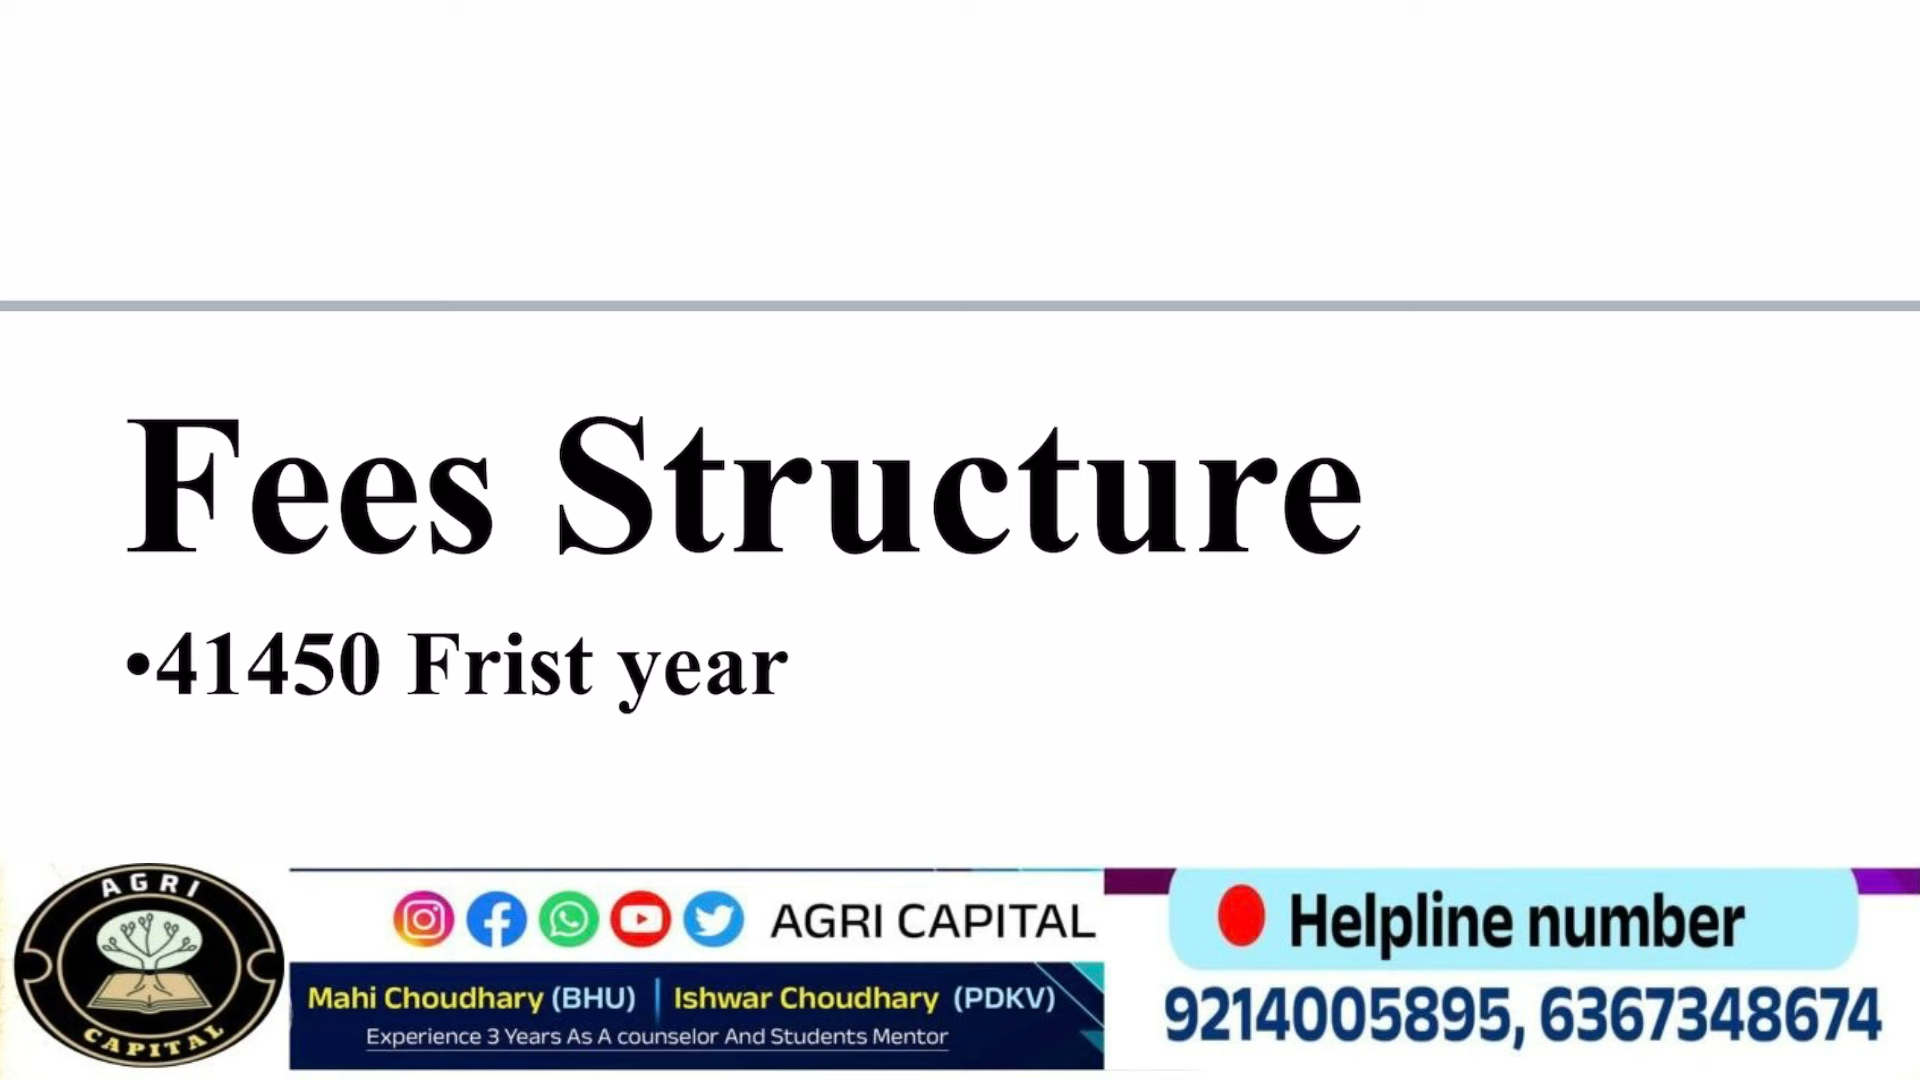 Fees Structure
•41450 Frist year
AGRI
CAPITAL
AGRI CAPITAL
Mahi Choudhary (BHU) | Ishwar Choudhary (PDKV)
Experience 3 Years As A counselor And Students Mentor
Helpline number
9214005895, 6367348674